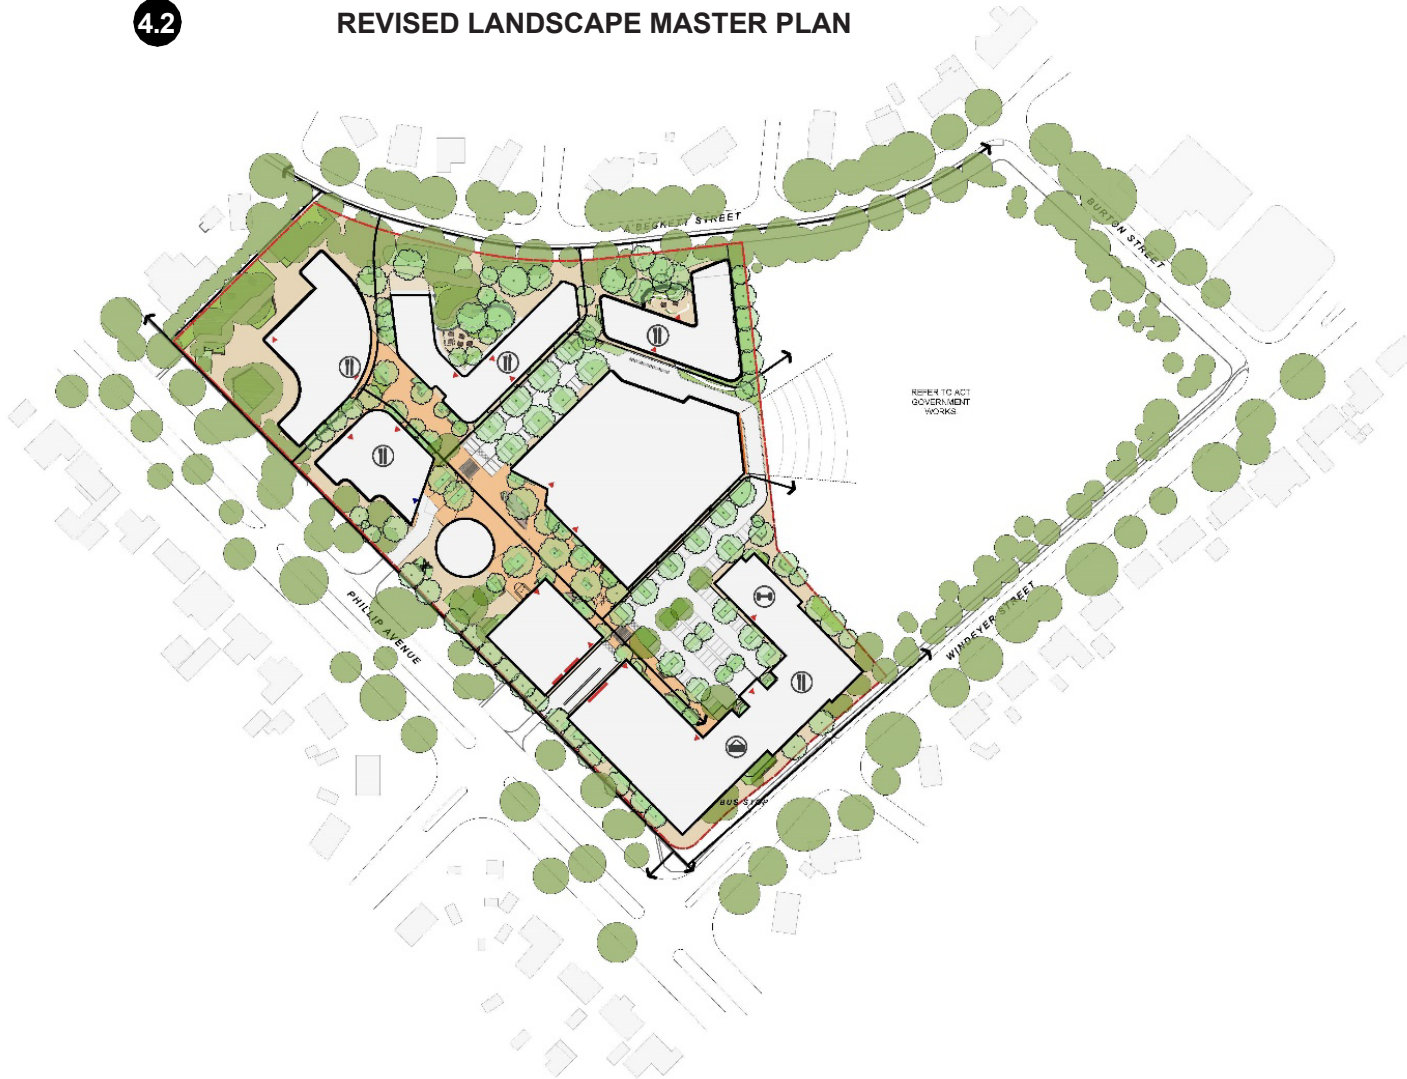 4.2
REVISED LANDSCAPE MASTER PLAN
A'BECKETT STREET
BURTON STREET
REFER TO ACT
GOVERNMENT
WORKS
PHILLIP AVENUE
WINDEYER STREET
BUS STOP